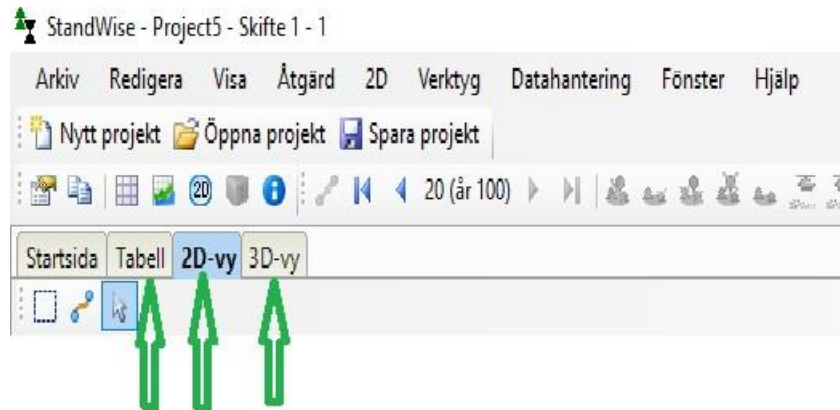 StandWise - Project5 - Skifte 1 - 1
Arkiv Redigera Visa Åtgärd 2D Verktyg Datahantering Fönster Hjälp
Nytt projekt Öppna projekt Spara projekt
2D 20 (år 100)
Startsida Tabell 2D-vy 3D-vy